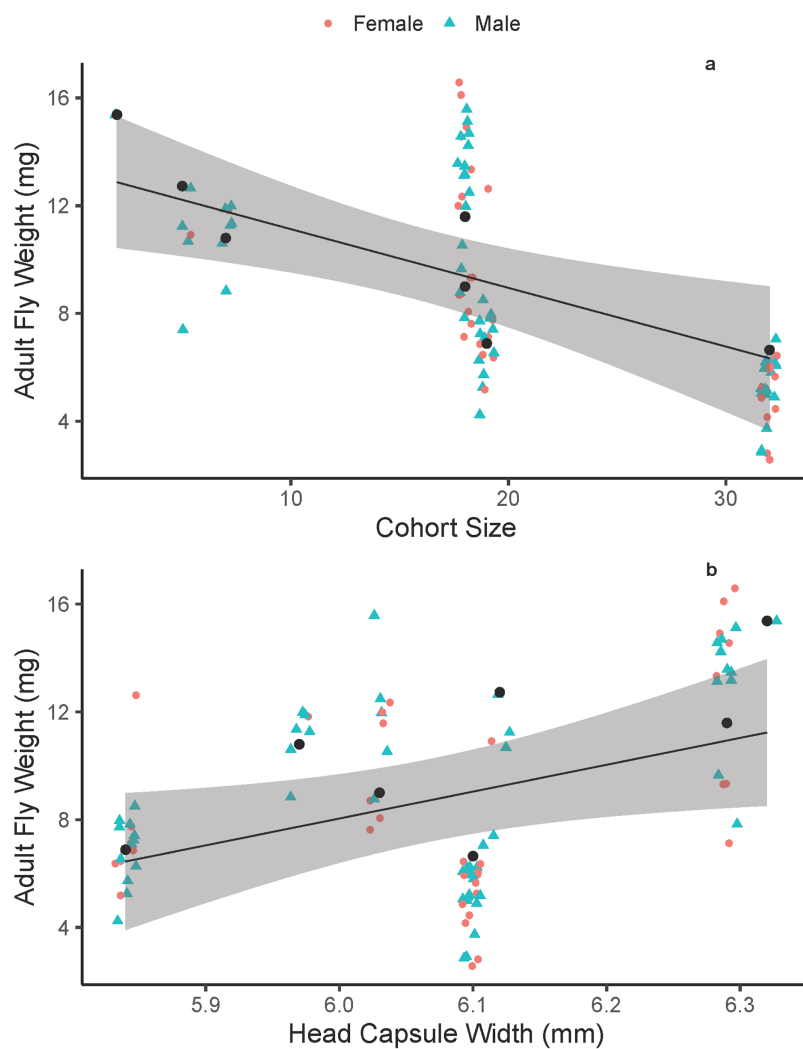 Female Male
a
16
12
8
4
Adult Fly Weight (mg)
10 20 30
Cohort Size
b
16
12
8
4
Adult Fly Weight (mg)
5.9 6.0 6.1 6.2 6.3
Head Capsule Width (mm)